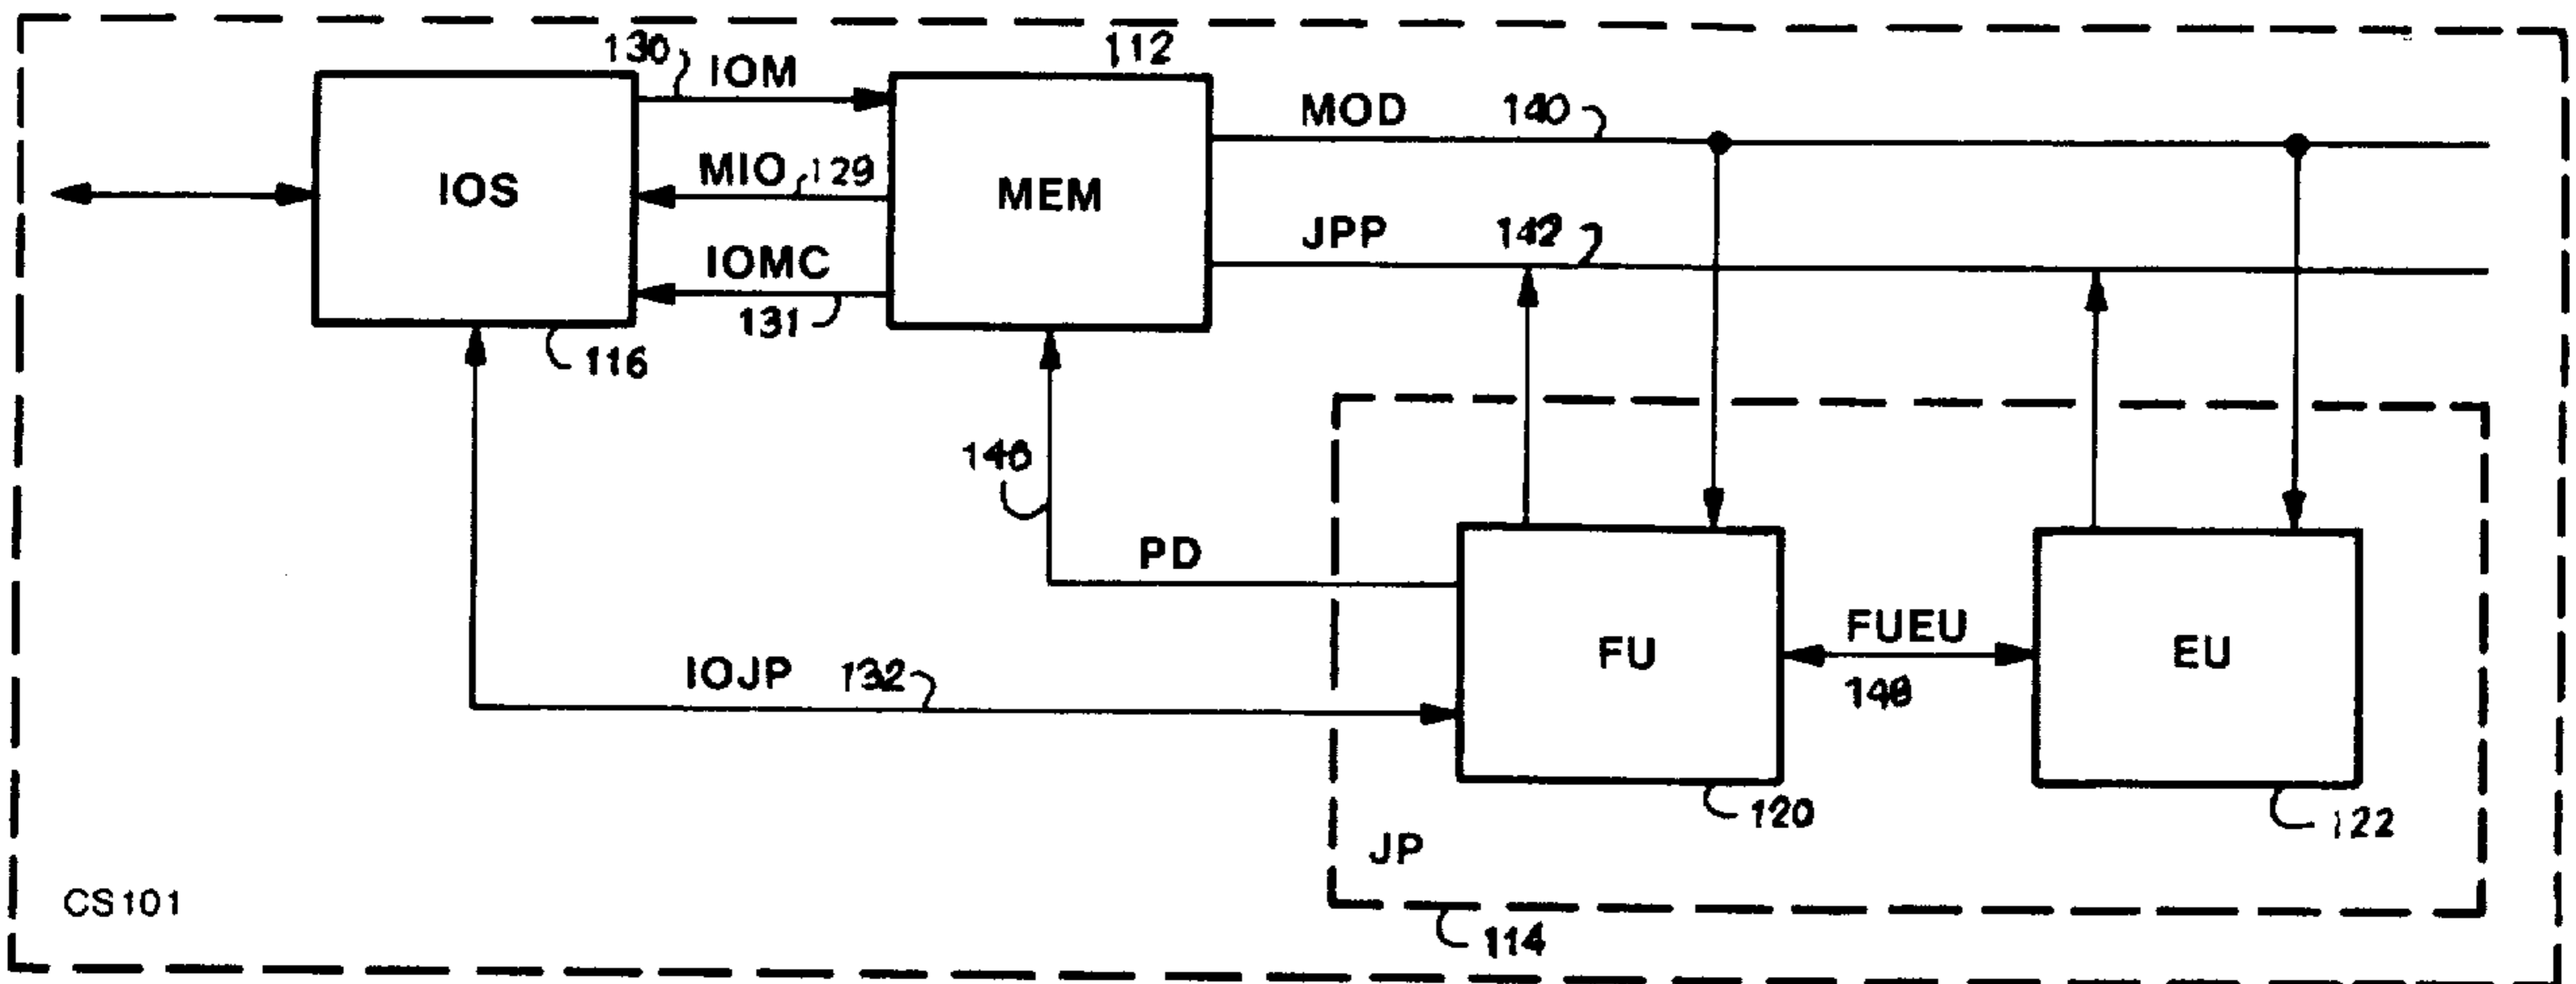 130
IOM
112
MOD
140
MIO
129
IOS
MEM
JPP
142
IOMC
131
116
146
PD
FUEU
FU
EU
IOJP
132
148
120
122
JP
CS101
114